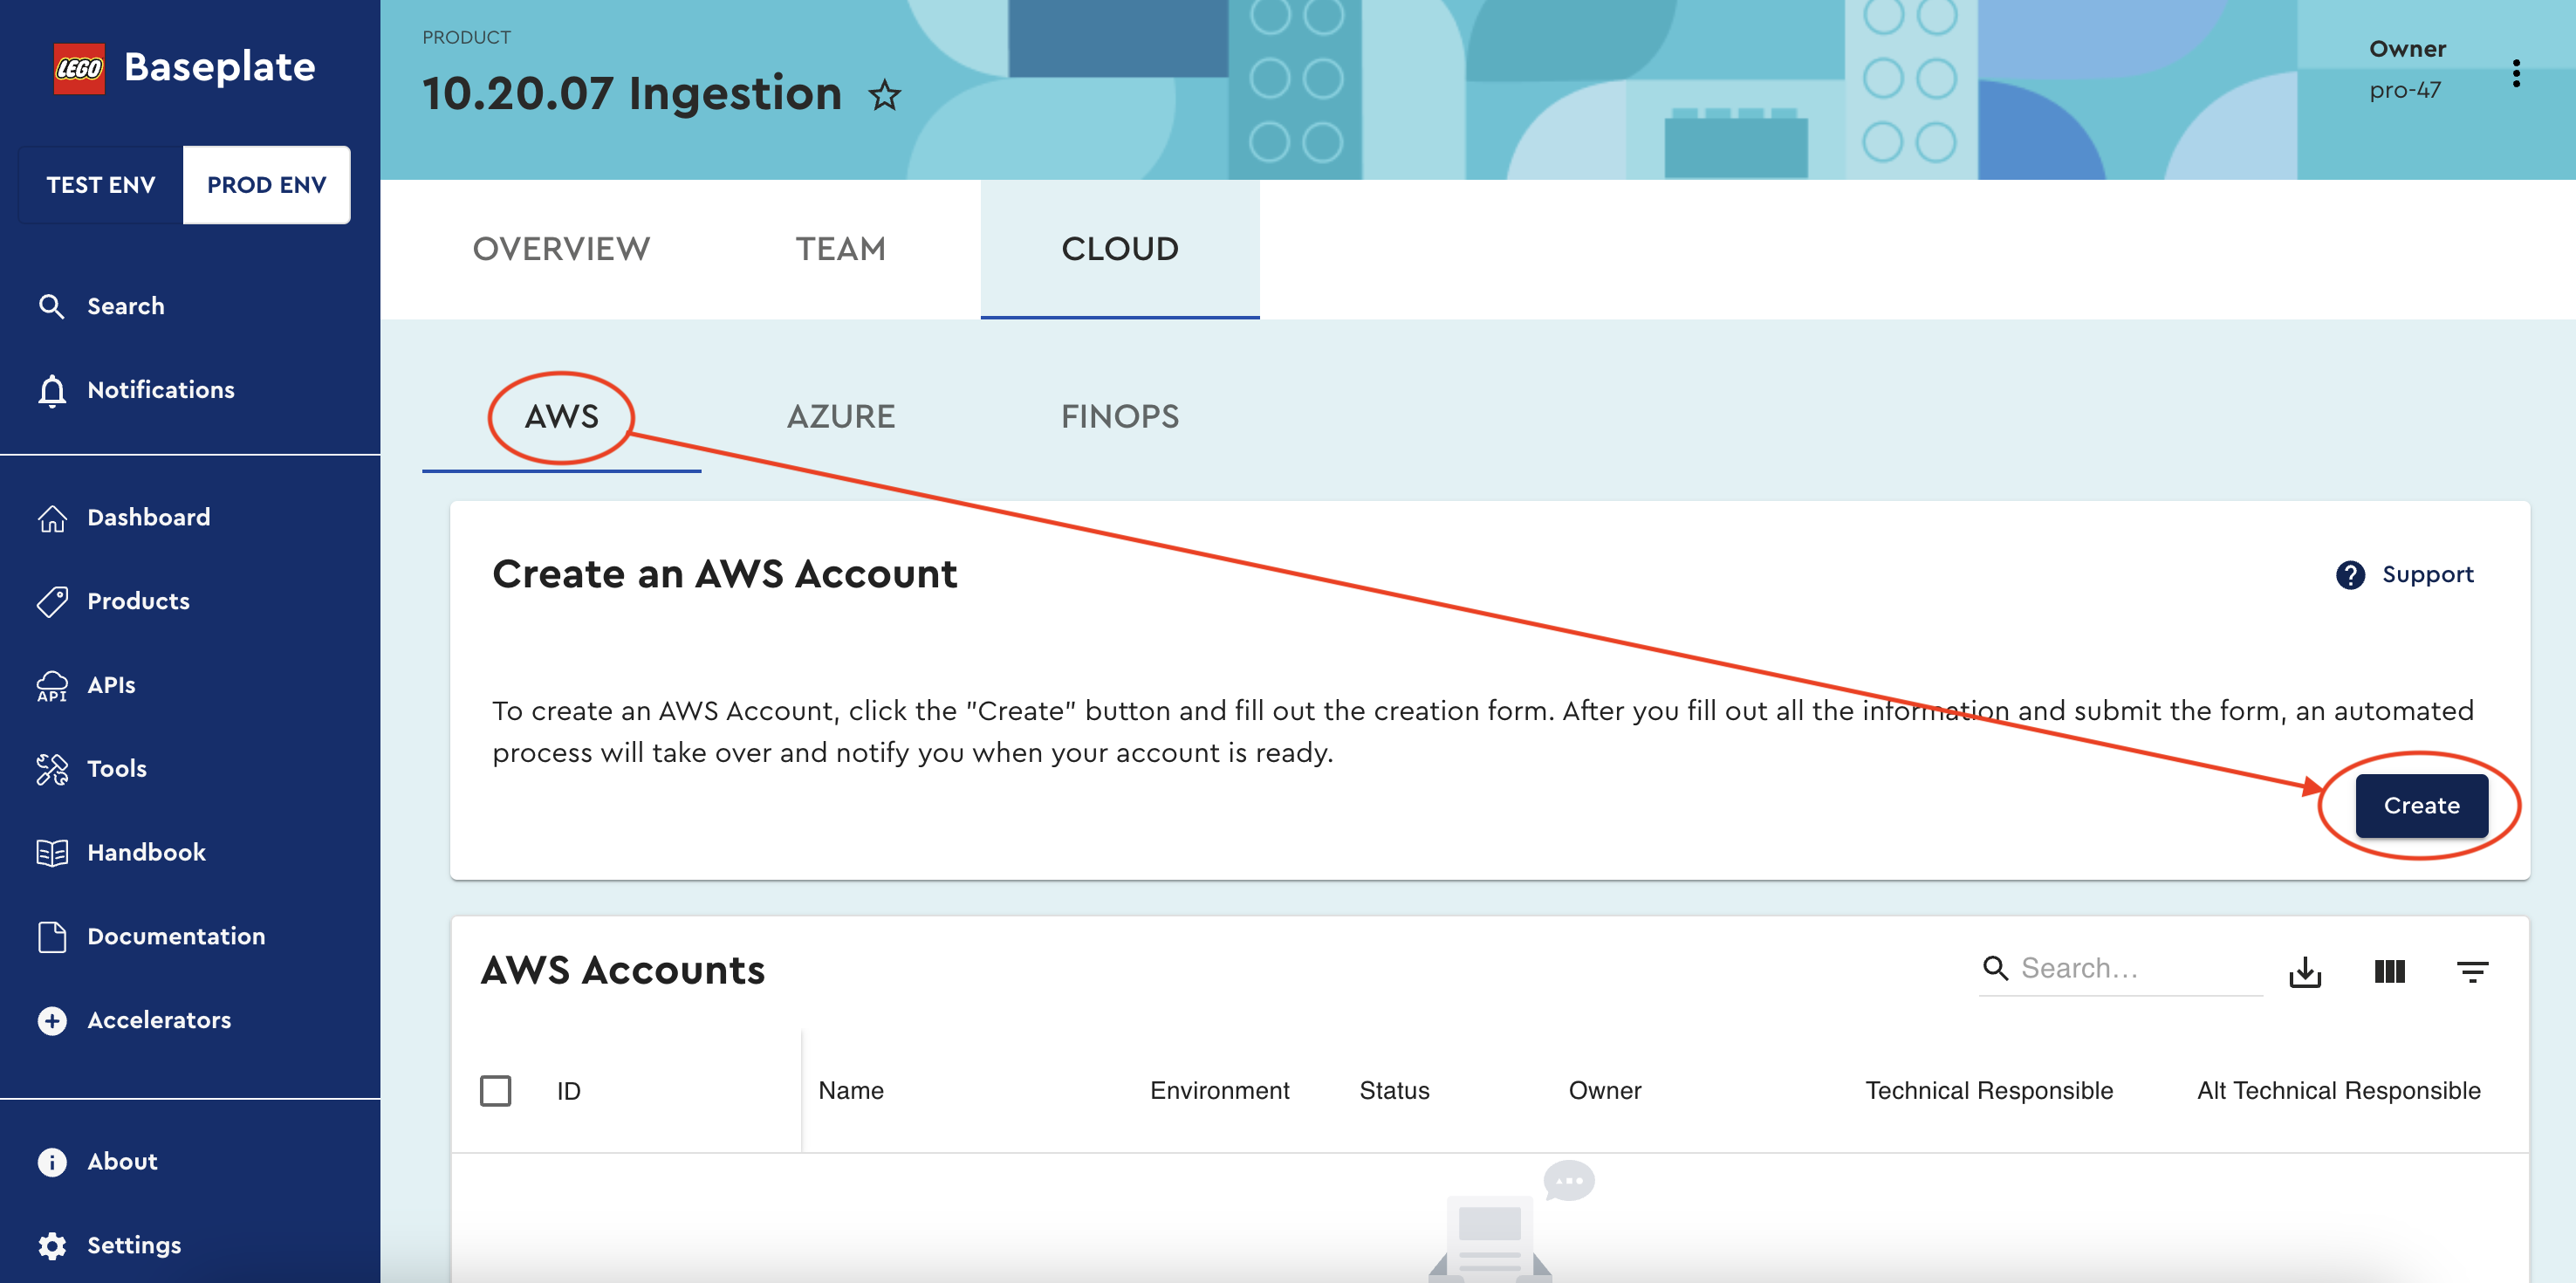 LEGO Baseplate
TEST ENV
PROD ENV
Search
Notifications
Dashboard
Products
API APIs
Tools
Handbook
Documentation
Accelerators
About
Settings
PRODUCT
10.20.07 Ingestion
Owner
pro-47
OVERVIEW
TEAM
CLOUD
AWS
AZURE
FINOPS
Create an AWS Account
? Support
To create an AWS Account, click the "Create" button and fill out the creation form. After you fill out all the information and submit the form, an automated
process will take over and notify you when your account is ready.
Create
AWS Accounts
Search...
ID
Name
Environment
Status
Owner
Technical Responsible
Alt Technical Responsible